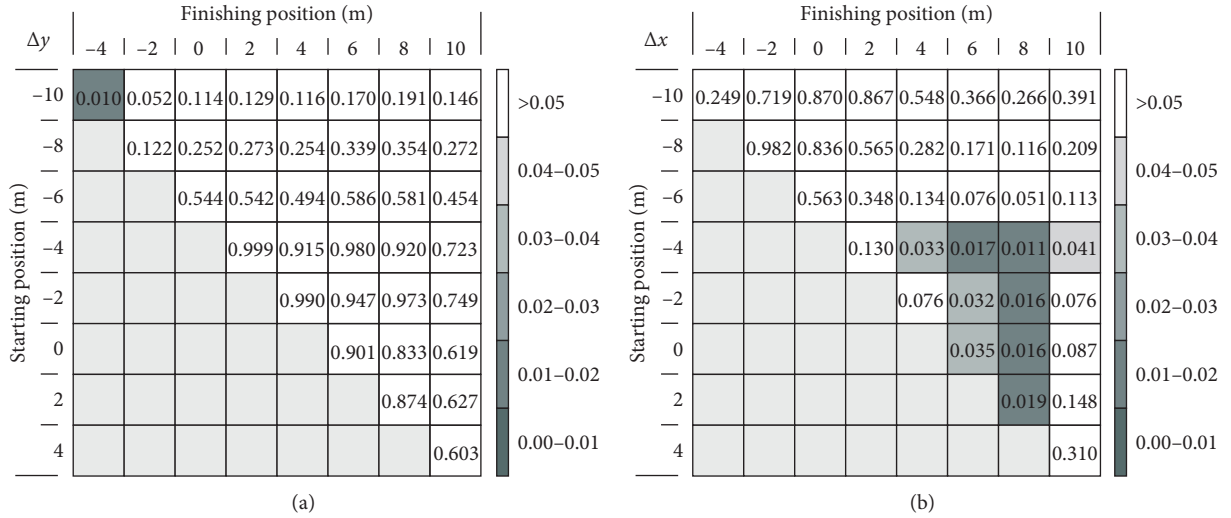 Finishing position (m)
Δy
−4 | −2 | 0 | 2 | 4 | 6 | 8 | 10
Starting position (m)
−10 0.010 0.052 0.114 0.129 0.116 0.170 0.191 0.146
−8 0.122 0.252 0.273 0.254 0.339 0.354 0.272
−6 0.544 0.542 0.494 0.586 0.581 0.454
−4 0.999 0.915 0.980 0.920 0.723
−2 0.990 0.947 0.973 0.749
0 0.901 0.833 0.619
2 0.874 0.627
4 0.603
>0.05
0.04–0.05
0.03–0.04
0.02–0.03
0.01–0.02
0.00–0.01
(a)
Finishing position (m)
Δx
−4 | −2 | 0 | 2 | 4 | 6 | 8 | 10
Starting position (m)
−10 0.249 0.719 0.870 0.867 0.548 0.366 0.266 0.391
−8 0.982 0.836 0.565 0.282 0.171 0.116 0.209
−6 0.563 0.348 0.134 0.076 0.051 0.113
−4 0.130 0.033 0.017 0.011 0.041
−2 0.076 0.032 0.016 0.076
0 0.035 0.016 0.087
2 0.019 0.148
4 0.310
>0.05
0.04–0.05
0.03–0.04
0.02–0.03
0.01–0.02
0.00–0.01
(b)